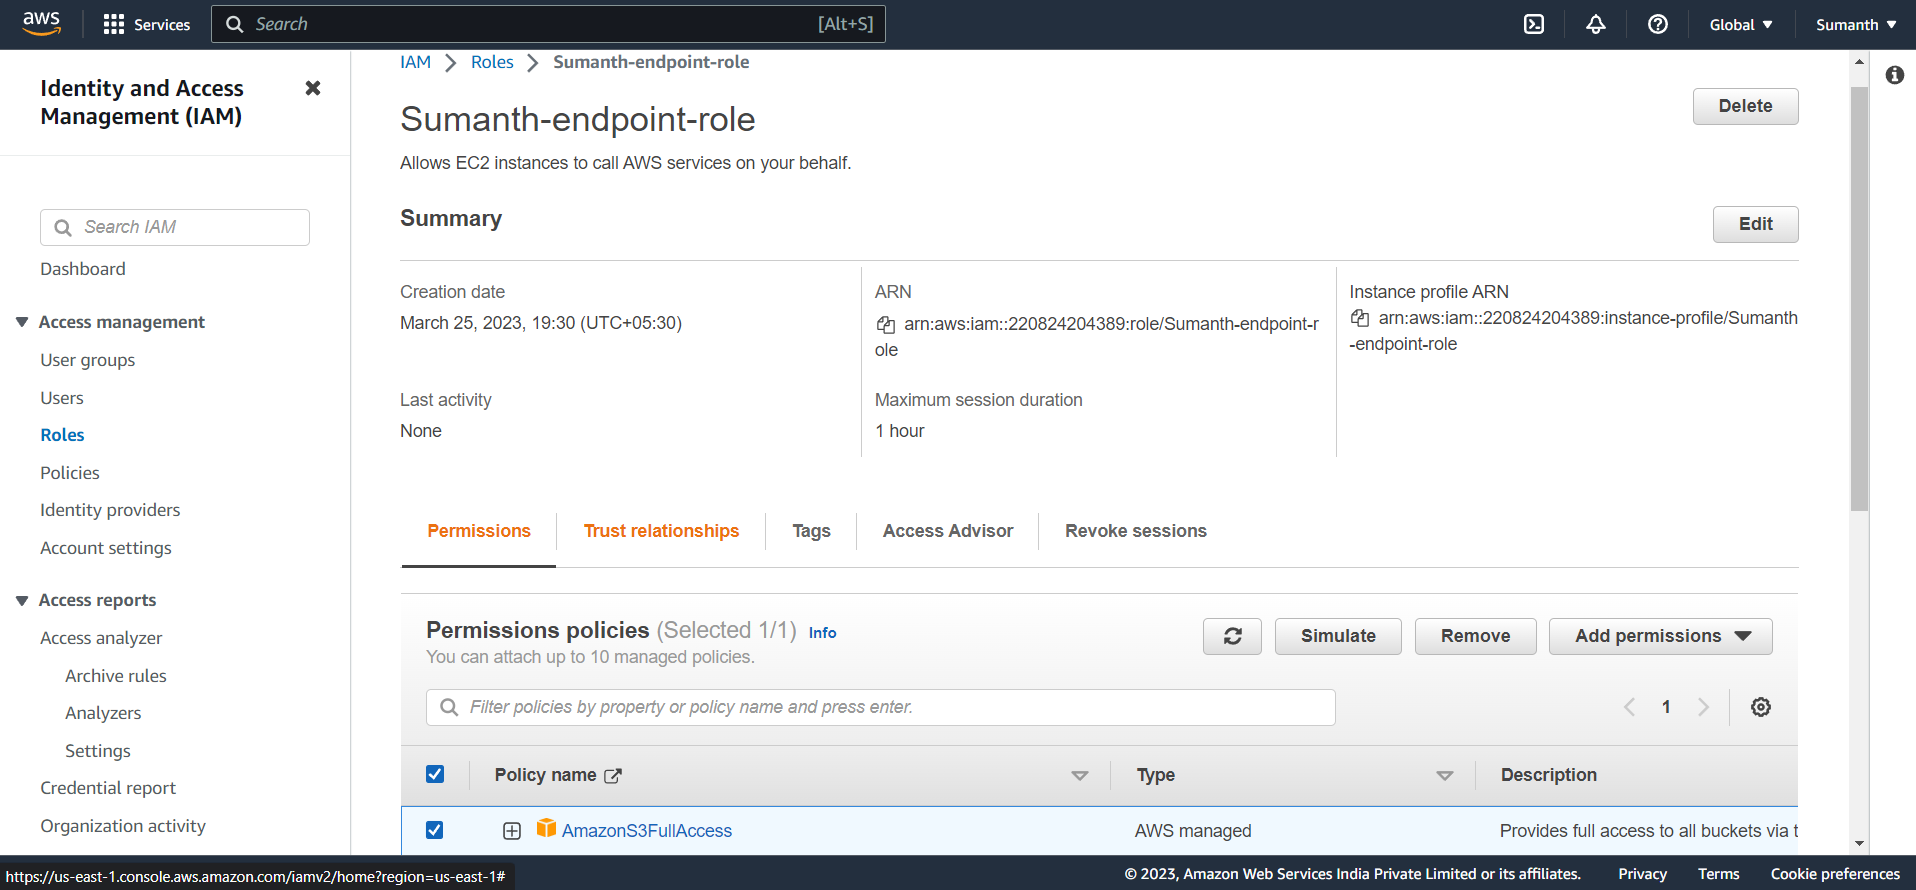 aws
Services
Search
[Alt+S]
Global
Sumanth
Identity and Access
Management (IAM)
Search IAM
Dashboard
Access management
User groups
Users
Roles
Policies
Identity providers
Account settings
Access reports
Access analyzer
Archive rules
Analyzers
Settings
Credential report
Organization activity
IAM
Roles
Sumanth-endpoint-role
Sumanth-endpoint-role
Delete
Allows EC2 instances to call AWS services on your behalf.
Summary
Edit
Creation date
March 25, 2023, 19:30 (UTC+05:30)
ARN
arn:aws:iam::220824204389:role/Sumanth-endpoint-r
ole
Instance profile ARN
arn:aws:iam::220824204389:instance-profile/Sumanth
-endpoint-role
Last activity
None
Maximum session duration
1 hour
Permissions
Trust relationships
Tags
Access Advisor
Revoke sessions
Permissions policies (Selected 1/1) Info
You can attach up to 10 managed policies.
Simulate
Remove
Add permissions
Filter policies by property or policy name and press enter.
1
Policy name
Type
Description
AmazonS3FullAccess
AWS managed
Provides full access to all buckets via t
https://us-east-1.console.aws.amazon.com/iamv2/home?region=us-east-1#
© 2023, Amazon Web Services India Private Limited or its affiliates.
Privacy
Terms
Cookie preferences